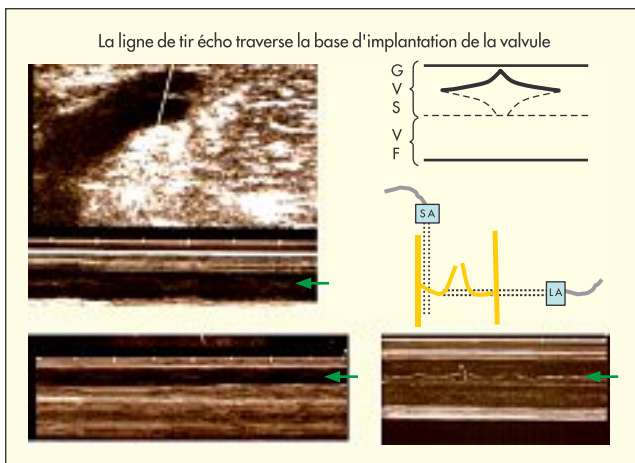 La ligne de tir écho traverse la base d'implantation de la valvule
G
V
S
V
F
SA
LA